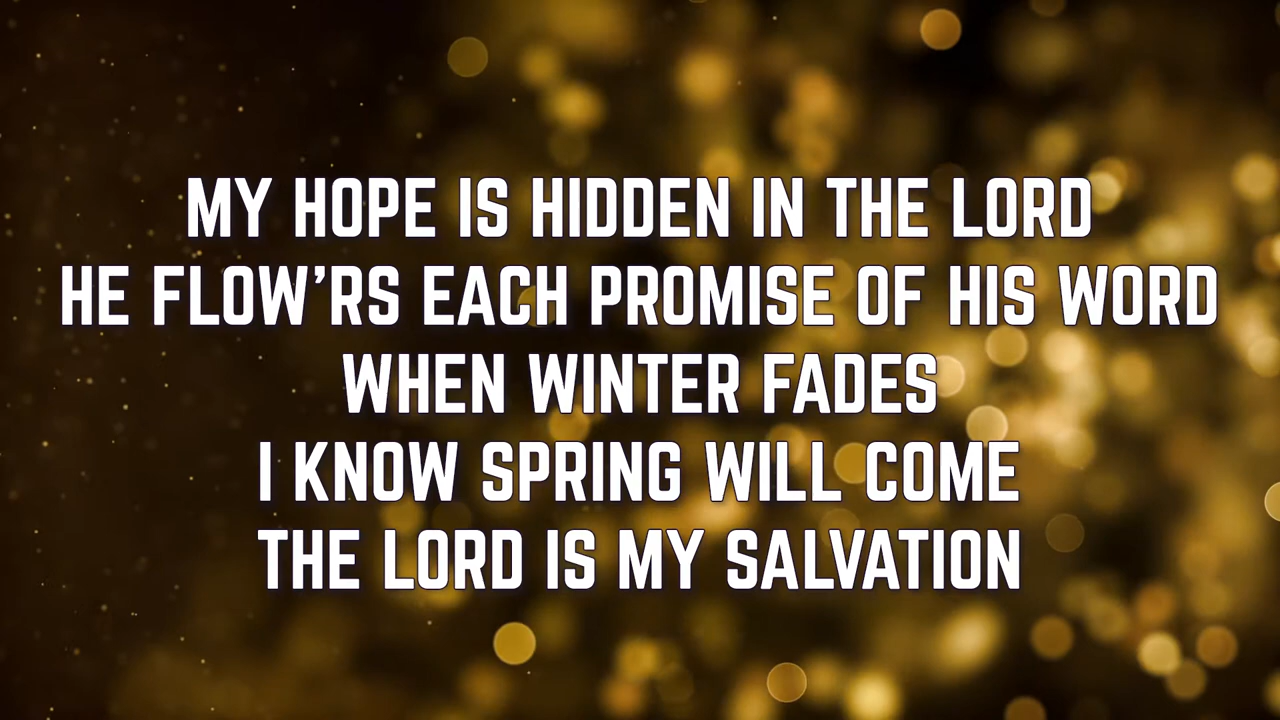 MY HOPE IS HIDDEN IN THE LORD
HE FLOW’RS EACH PROMISE OF HIS WORD
WHEN WINTER FADES
I KNOW SPRING WILL COME
THE LORD IS MY SALVATION